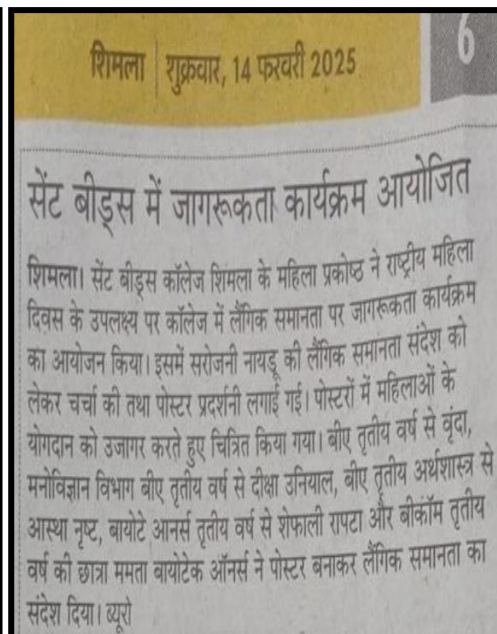 6
शिमला | शुक्रवार, 14 फरवरी 2025
सेंट बीड्स में जागरूकता कार्यक्रम आयोजित
शिमला। सेंट बीड्स कॉलेज शिमला के महिला प्रकोष्ठ ने राष्ट्रीय महिला
दिवस के उपलक्ष्य पर कॉलेज में लैंगिक समानता पर जागरूकता कार्यक्रम
का आयोजन किया। इसमें सरोजनी नायडू की लैंगिक समानता संदेश को
लेकर चर्चा की तथा पोस्टर प्रदर्शनी लगाई गई। पोस्टरों में महिलाओं के
योगदान को उजागर करते हुए चित्रित किया गया। बीए तृतीय वर्ष से वृंदा,
मनोविज्ञान विभाग बीए तृतीय वर्ष से दीक्षा उनियाल, बीए तृतीय अर्थशास्त्र से
आस्था नृष्ट, बायोटे आनर्स तृतीय वर्ष से शेफाली रापटा और बीकॉम तृतीय
वर्ष की छात्रा ममता बायोटेक ऑनर्स ने पोस्टर बनाकर लैंगिक समानता का
संदेश दिया। ब्यूरो